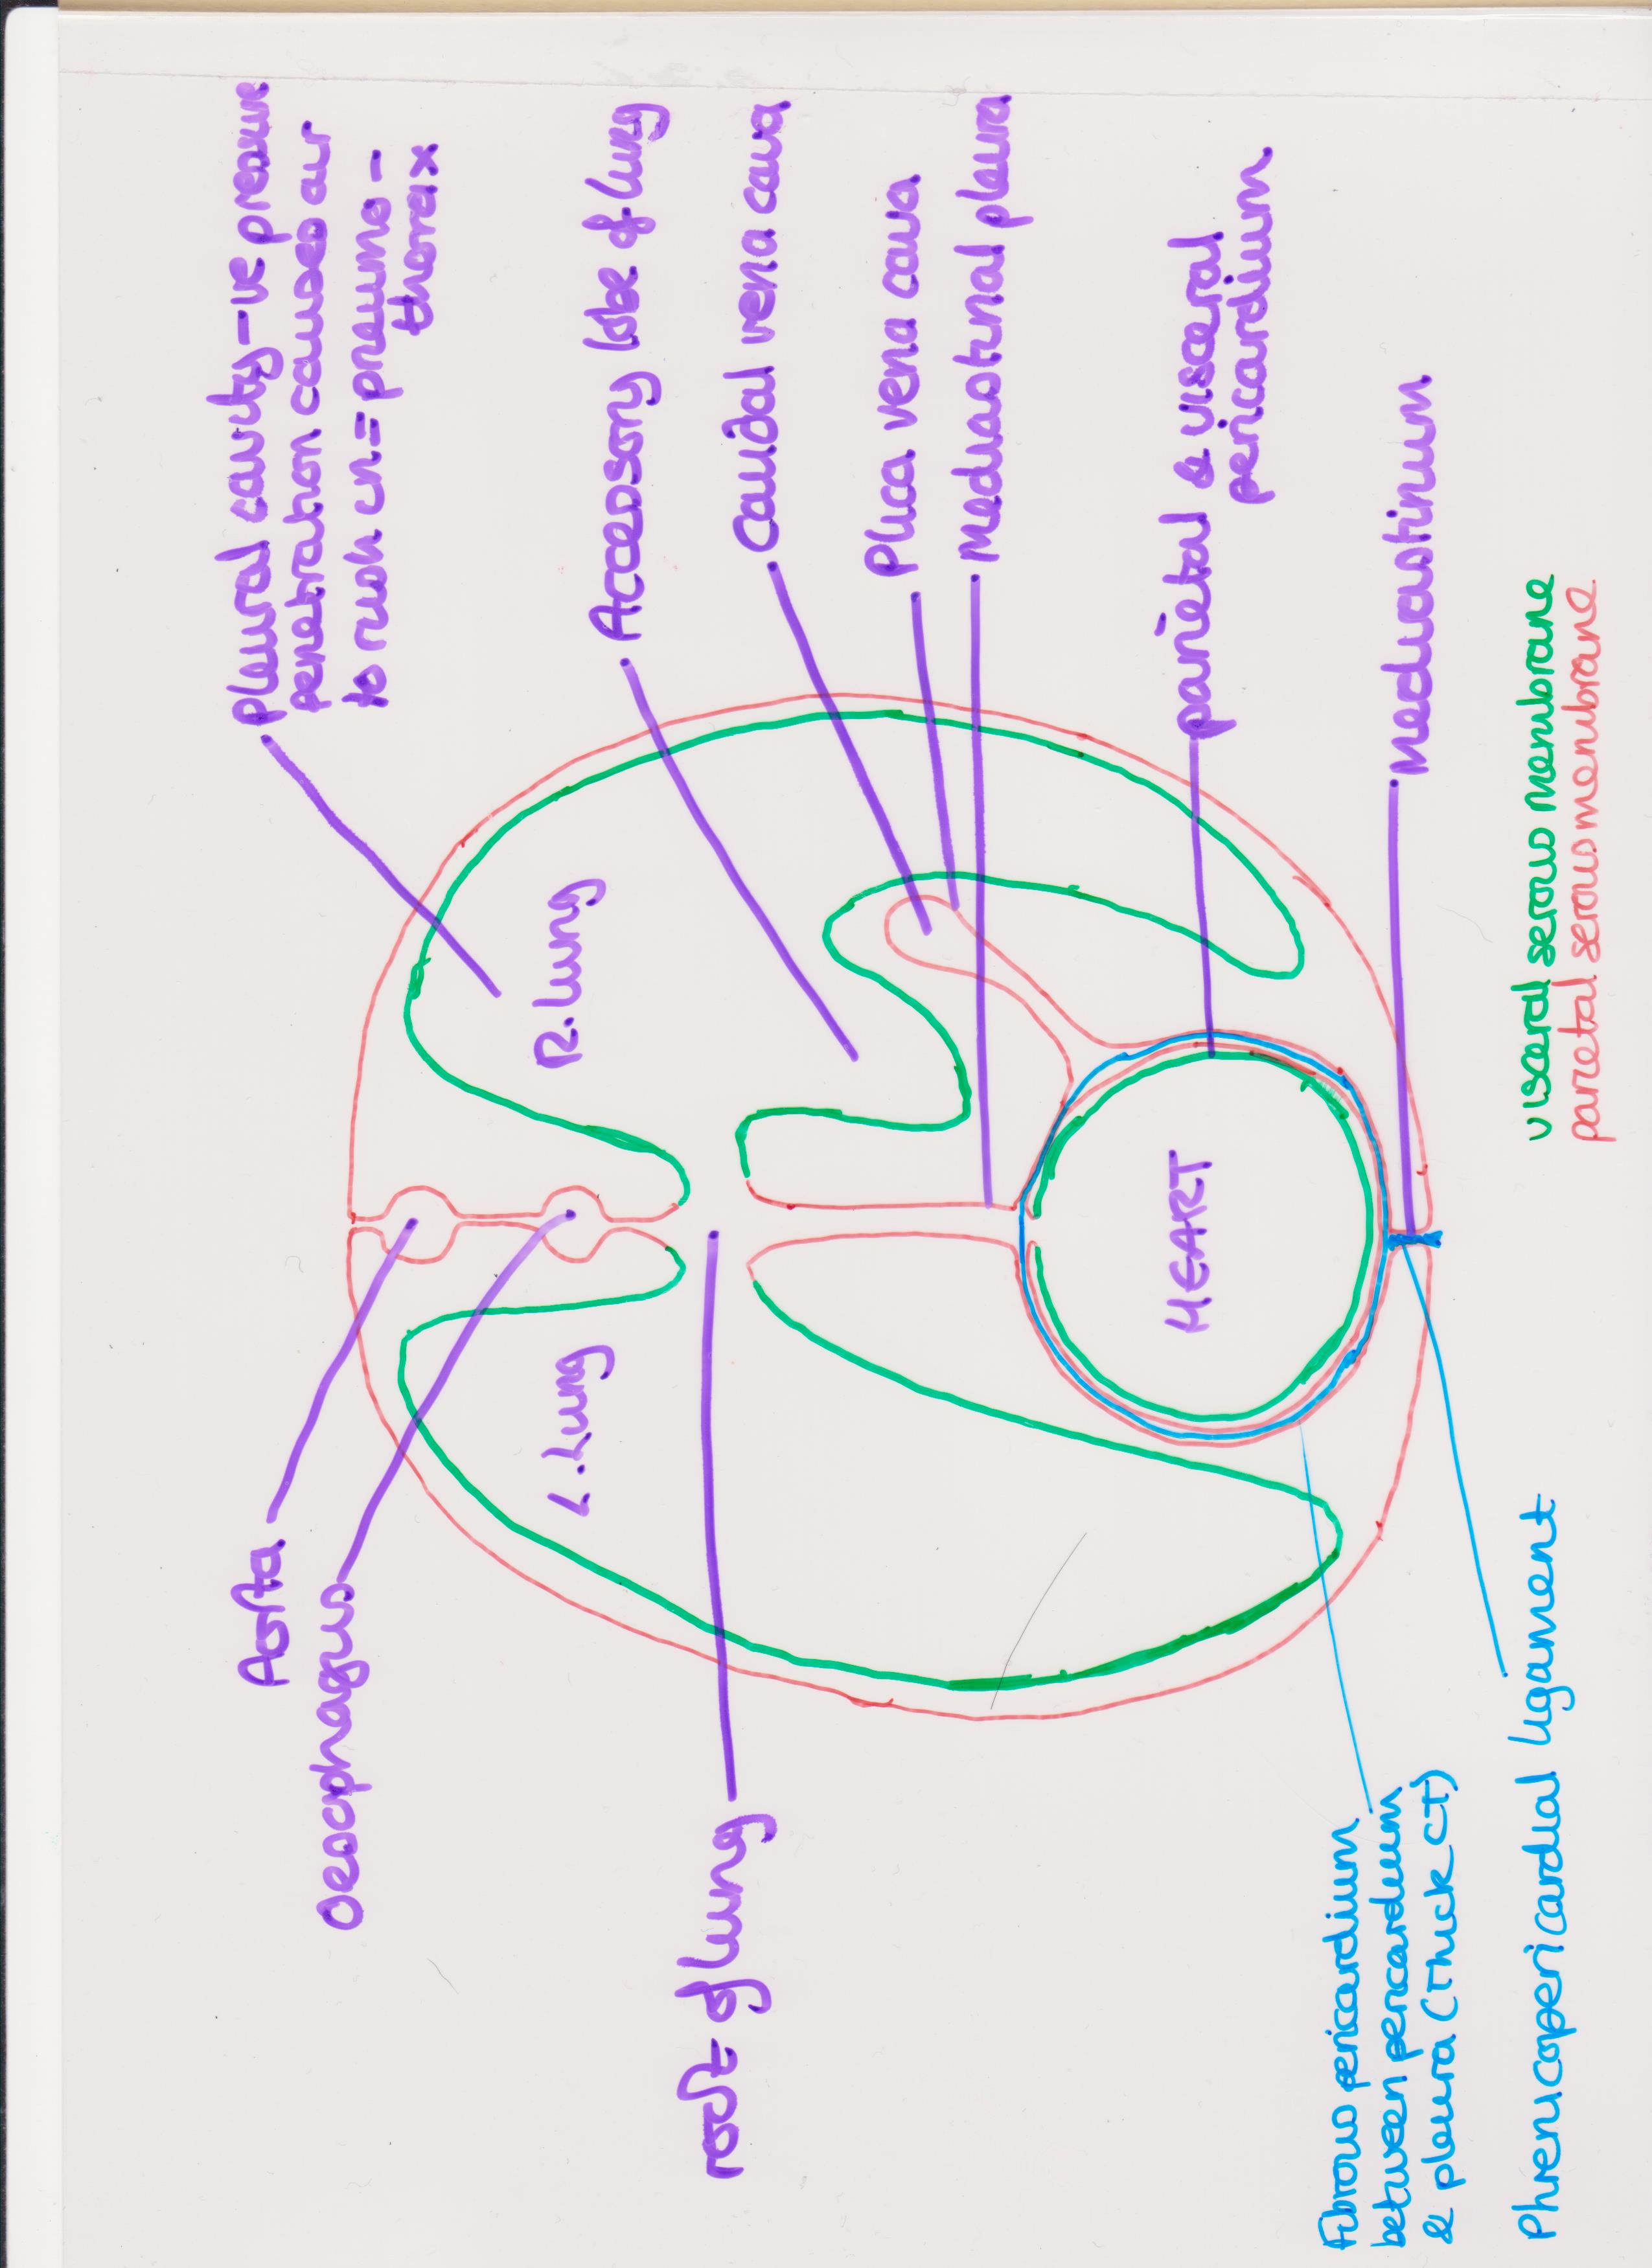 Aorta
Oesophagus
root of lung
Fibrous pericardium
between pericardium
& pleura (Thick CT)
Phrenicopericardial ligament
L. Lung
R. Lung
HEART
pleural cavity -ve pressure
penetration causes air
to rush in = pneumo-
thorax
Accessory lobe of lung
Caudal vena cava
Plica vena cava
Mediastinal pleura
parietal & visceral
pericardium
Mediastinum
visceral serous membrane
parietal serous membrane